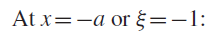 At x=−a or ξ=−1: